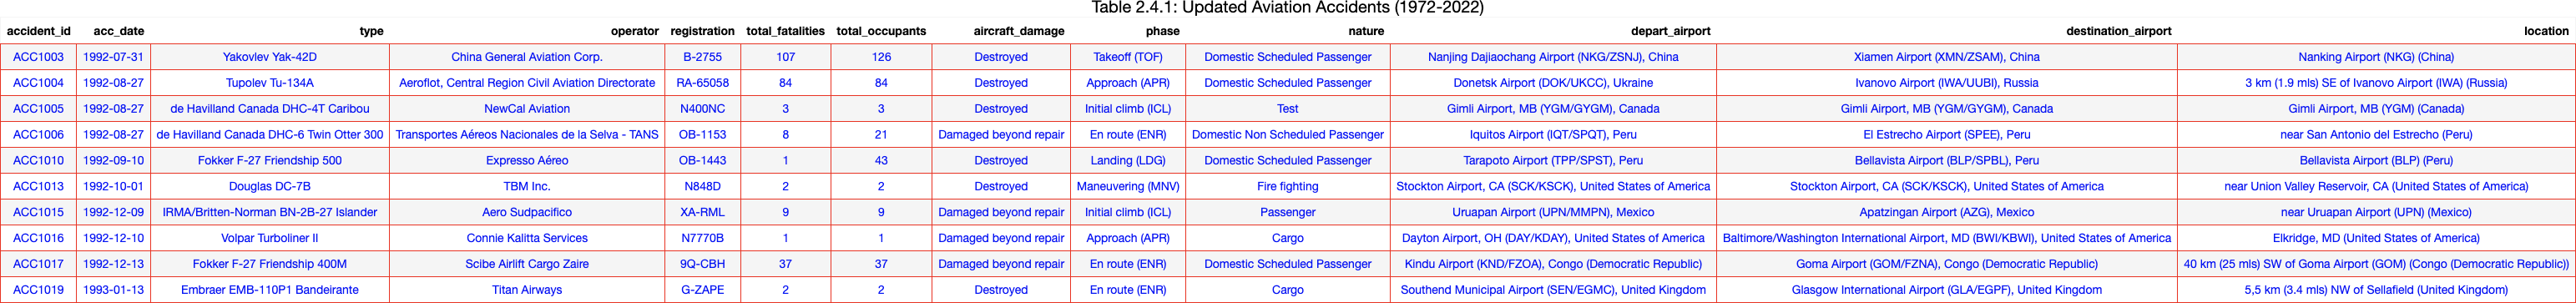 Table 2.4.1: Updated Aviation Accidents (1972-2022)
accident_id acc_date type operator registration total_fatalities total_occupants aircraft_damage phase nature depart_airport destination_airport location
ACC1003 1992-07-31 Yakovlev Yak-42D China General Aviation Corp. B-2755 107 126 Destroyed Takeoff (TOF) Domestic Scheduled Passenger Nanjing Dajiaochang Airport (NKG/ZSNJ), China Xiamen Airport (XMN/ZSAM), China Nanking Airport (NKG) (China)
ACC1004 1992-08-27 Tupolev Tu-134A Aeroflot, Central Region Civil Aviation Directorate RA-65058 84 84 Destroyed Approach (APR) Domestic Scheduled Passenger Donetsk Airport (DOK/UKCC), Ukraine Ivanovo Airport (IWA/UUBI), Russia 3 km (1.9 mls) SE of Ivanovo Airport (IWA) (Russia)
ACC1005 1992-08-27 de Havilland Canada DHC-4T Caribou NewCal Aviation N400NC 3 3 Destroyed Initial climb (ICL) Test Gimli Airport, MB (YGM/GYGM), Canada Gimli Airport, MB (YGM/GYGM), Canada Gimli Airport, MB (YGM) (Canada)
ACC1006 1992-08-27 de Havilland Canada DHC-6 Twin Otter 300 Transportes Aéreos Nacionales de la Selva - TANS OB-1153 8 21 Damaged beyond repair En route (ENR) Domestic Non Scheduled Passenger Iquitos Airport (IQT/SPQT), Peru El Estrecho Airport (SPEE), Peru near San Antonio del Estrecho (Peru)
ACC1010 1992-09-10 Fokker F-27 Friendship 500 Expresso Aéreo OB-1443 1 43 Destroyed Landing (LDG) Domestic Scheduled Passenger Tarapoto Airport (TPP/SPST), Peru Bellavista Airport (BLP/SPBL), Peru Bellavista Airport (BLP) (Peru)
ACC1013 1992-10-01 Douglas DC-7B TBM Inc. N848D 2 2 Destroyed Maneuvering (MNV) Fire fighting Stockton Airport, CA (SCK/KSCK), United States of America Stockton Airport, CA (SCK/KSCK), United States of America near Union Valley Reservoir, CA (United States of America)
ACC1015 1992-12-09 IRMA/Britten-Norman BN-2B-27 Islander Aero Sudpacifico XA-RML 9 9 Damaged beyond repair Initial climb (ICL) Passenger Uruapan Airport (UPN/MMPN), Mexico Apatzingan Airport (AZG), Mexico near Uruapan Airport (UPN) (Mexico)
ACC1016 1992-12-10 Volpar Turboliner II Connie Kalitta Services N7770B 1 1 Damaged beyond repair Approach (APR) Cargo Dayton Airport, OH (DAY/KDAY), United States of America Baltimore/Washington International Airport, MD (BWI/KBWI), United States of America Elkridge, MD (United States of America)
ACC1017 1992-12-13 Fokker F-27 Friendship 400M Scibe Airlift Cargo Zaire 9Q-CBH 37 37 Damaged beyond repair En route (ENR) Domestic Scheduled Passenger Kindu Airport (KND/FZOA), Congo (Democratic Republic) Goma Airport (GOM/FZNA), Congo (Democratic Republic) 40 km (25 mls) SW of Goma Airport (GOM) (Congo (Democratic Republic))
ACC1019 1993-01-13 Embraer EMB-110P1 Bandeirante Titan Airways G-ZAPE 2 2 Destroyed En route (ENR) Cargo Southend Municipal Airport (SEN/EGMC), United Kingdom Glasgow International Airport (GLA/EGPF), United Kingdom 5,5 km (3.4 mls) NW of Sellafield (United Kingdom)